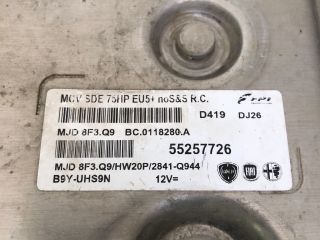 MCV SDE 75HP EU5+ noS&S R.C.
D419 DJ26
MJD 8F3.Q9 BC.0118280.A
55257726
MJD 8F3.Q9/HW20P/2841-Q944
B9Y-UHS9N 12V=